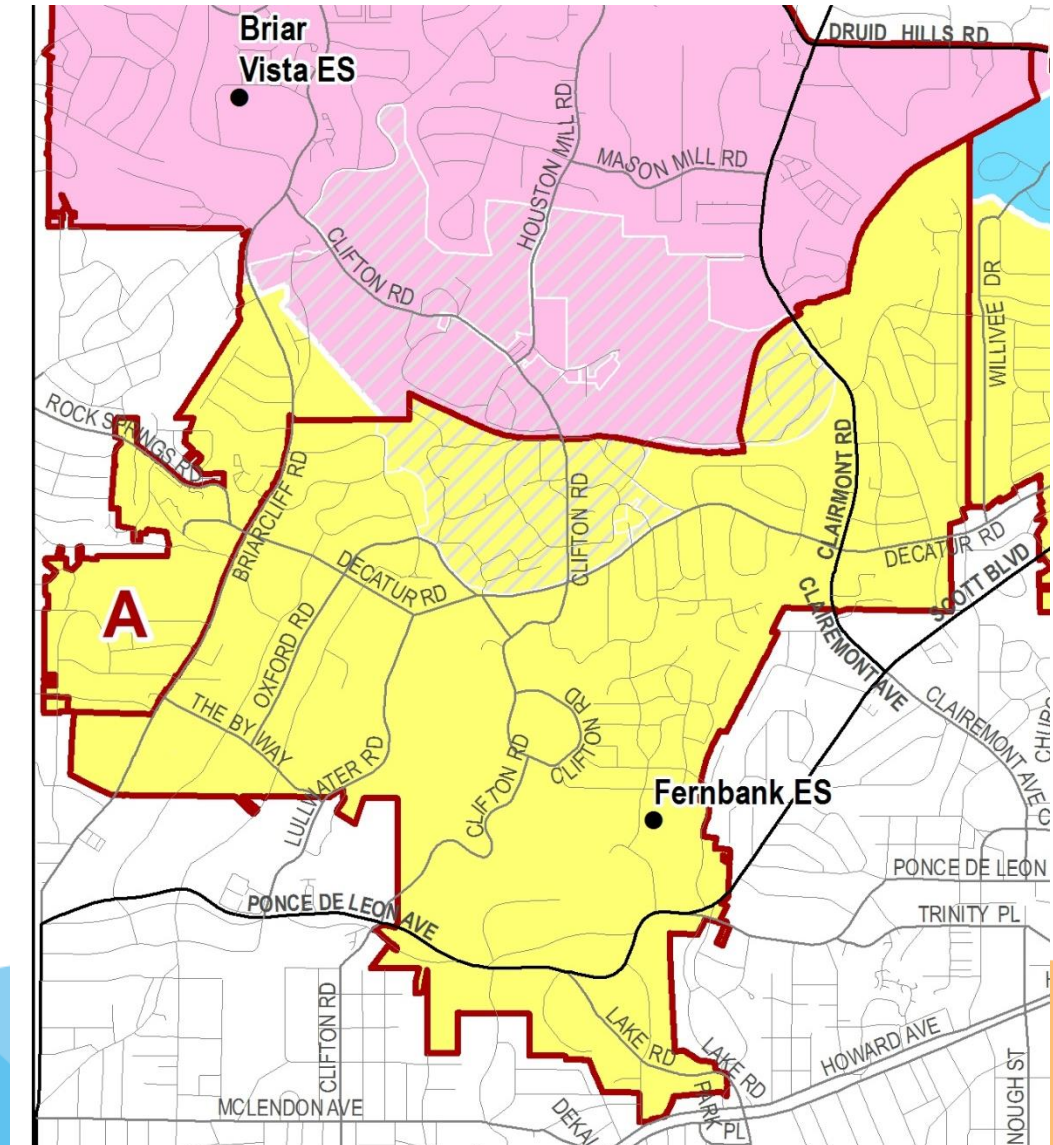 Briar
Vista ES
DRUID HILLS RD
HOUSTON MILL RD
MASON MILL RD
CLIFTON RD
WILLIVEE DR
ROCK SPRINGS RD
BRIARCLIFF RD
CLAIRMONT RD
CLIFTON RD
DECATUR RD
DECATUR RD
SCOTT BLVD
A
OXFORD RD
CLAIREMONT AVE
THE BY WAY
LULLWATER RD
CLIFTON RD
CLIFTON RD
CLAIREMONT AVE
Fernbank ES
PONCE DE LEON
PONCE DE LEON AVE
TRINITY PL
CLIFTON RD
LAKE RD
LAKE RD
HOWARD AVE
MCLENDON AVE
PARK
PL